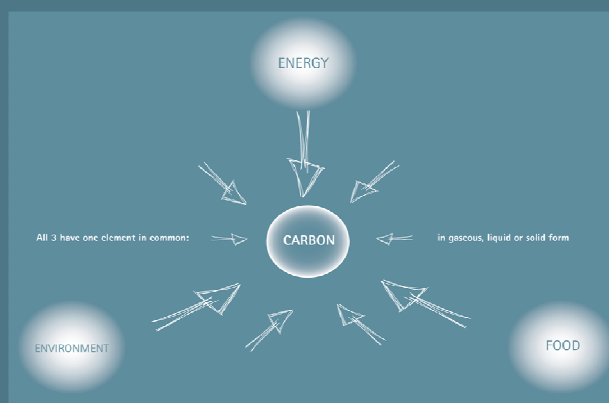 ENERGY
All 3 have one element in common:
CARBON
in gaseous, liquid or solid form
ENVIRONMENT
FOOD